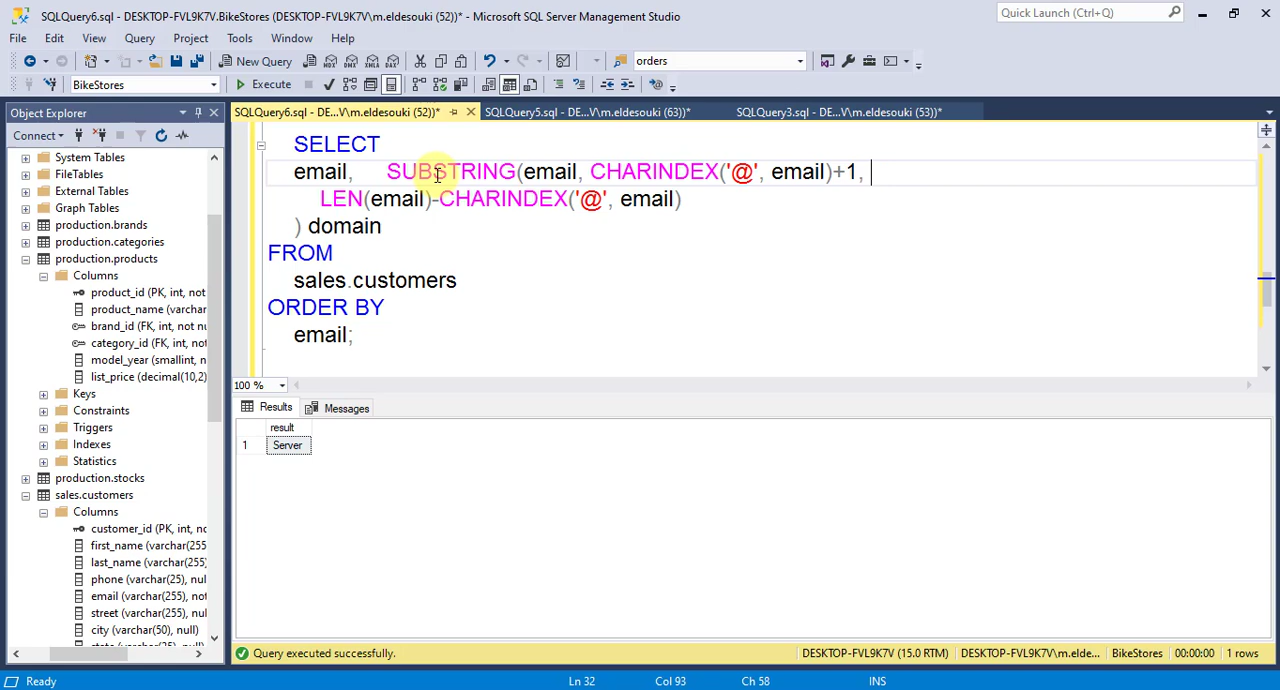 SQLQuery6.sql - DESKTOP-FVL9K7V.BikeStores (DESKTOP-FVL9K7V\m.eldesouki (52))* - Microsoft SQL Server Management Studio
Quick Launch (Ctrl+Q)
File Edit View Query Project Tools Window Help
New Query MDX DMX XMLA DAX orders
BikeStores Execute
Object Explorer
SQLQuery6.sql - DE...V\m.eldesouki (52))* SQLQuery5.sql - DE...V\m.eldesouki (63))* SQLQuery3.sql - DE...V\m.eldesouki (53))*
Connect
System Tables
FileTables
External Tables
Graph Tables
production.brands
production.categories
production.products
Columns
product_id (PK, int, not
product_name (varchar
brand_id (FK, int, not nu
category_id (FK, int, not
model_year (smallint, n
list_price (decimal(10,2)
Keys
Constraints
Triggers
Indexes
Statistics
production.stocks
sales.customers
Columns
customer_id (PK, int, no
first_name (varchar(255
last_name (varchar(255)
phone (varchar(25), nul
email (varchar(255), not
street (varchar(255), nul
city (varchar(50), null)
SELECT
email, SUBSTRING(email, CHARINDEX('@', email)+1,
LEN(email)-CHARINDEX('@', email)
) domain
FROM
sales.customers
ORDER BY
email;
100 %
Results Messages
result
1 Server
Query executed successfully. DESKTOP-FVL9K7V (15.0 RTM) DESKTOP-FVL9K7V\m.elde... BikeStores 00:00:00 1 rows
Ready Ln 32 Col 93 Ch 58 INS